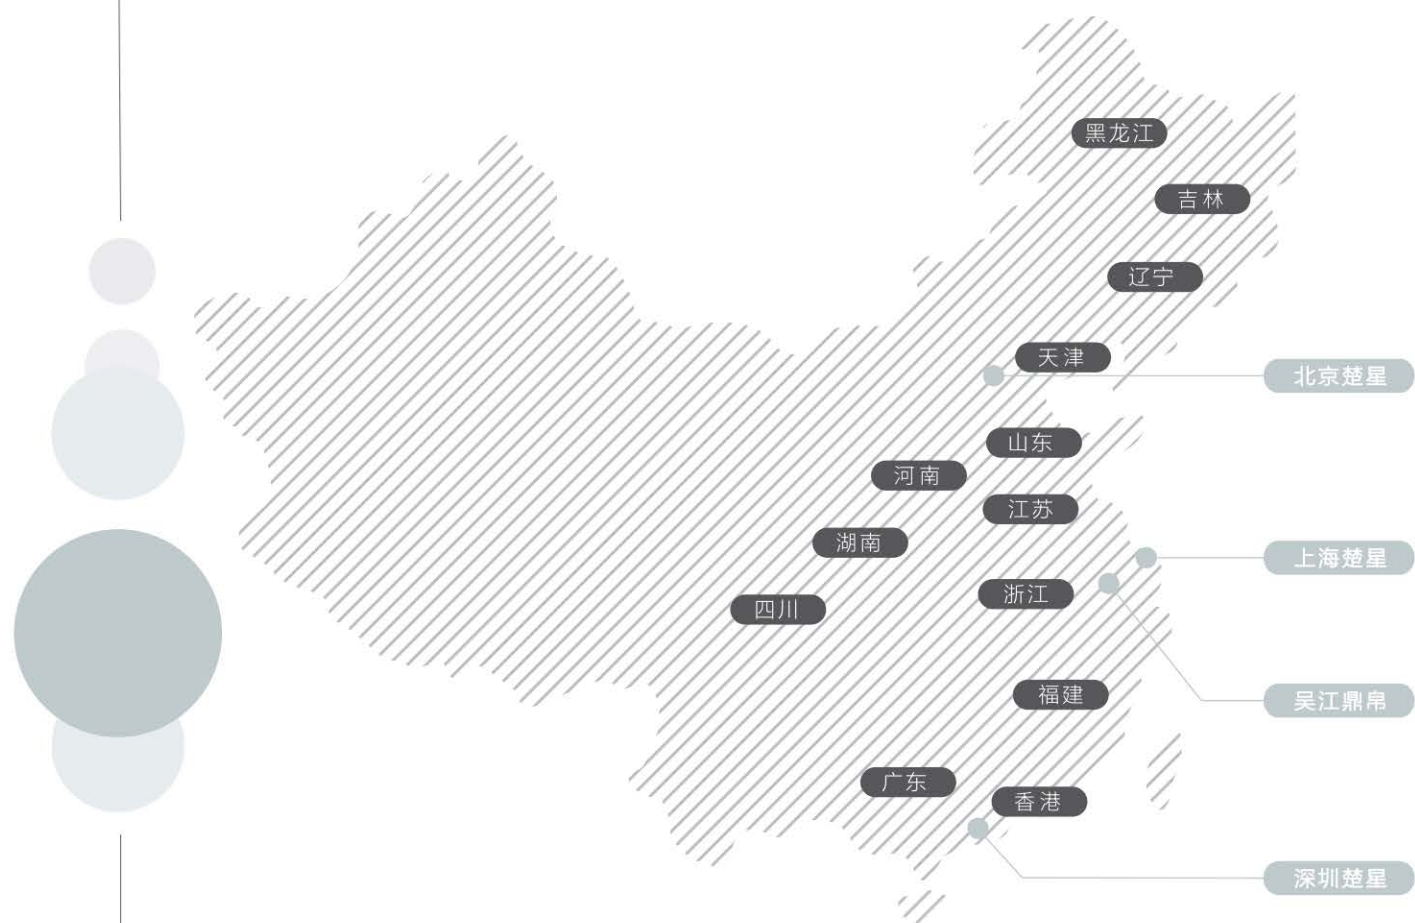 黑龙江
吉林
辽宁
天津
北京楚星
山东
河南
江苏
湖南
上海楚星
浙江
四川
福建
吴江鼎帛
广东
香港
深圳楚星